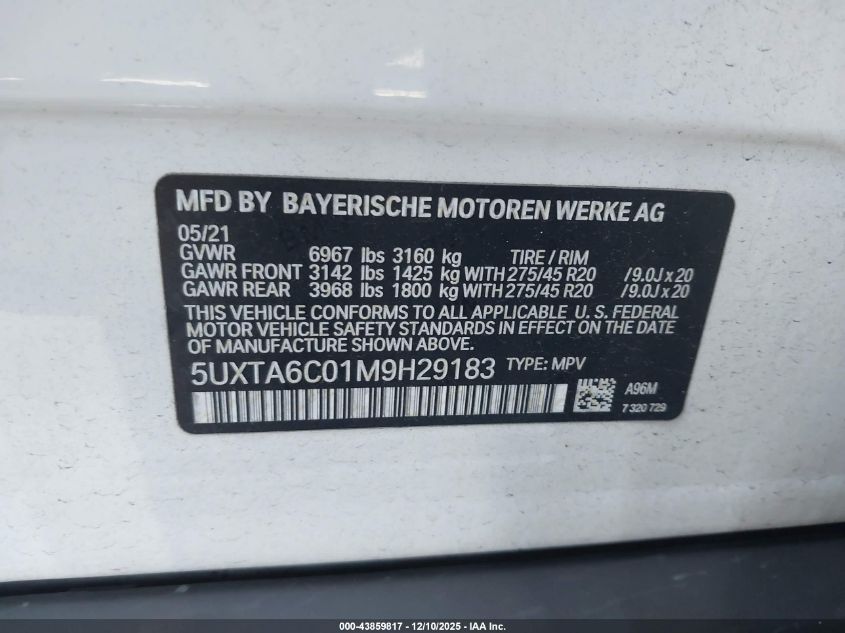 MFD BY BAYERISCHE MOTOREN WERKE AG
05/21
GVWR 6967 lbs 3160 kg TIRE / RIM
GAWR FRONT 3142 lbs 1425 kg WITH 275/45 R20 /9.0J x 20
GAWR REAR 3968 lbs 1800 kg WITH 275/45 R20 /9.0J x 20
THIS VEHICLE CONFORMS TO ALL APPLICABLE U. S. FEDERAL
MOTOR VEHICLE SAFETY STANDARDS IN EFFECT ON THE DATE
OF MANUFACTURE SHOWN ABOVE.
5UXTA6C01M9H29183 TYPE: MPV
A96M
7 320 729
000-43859817 - 12/10/2025 - IAA Inc.